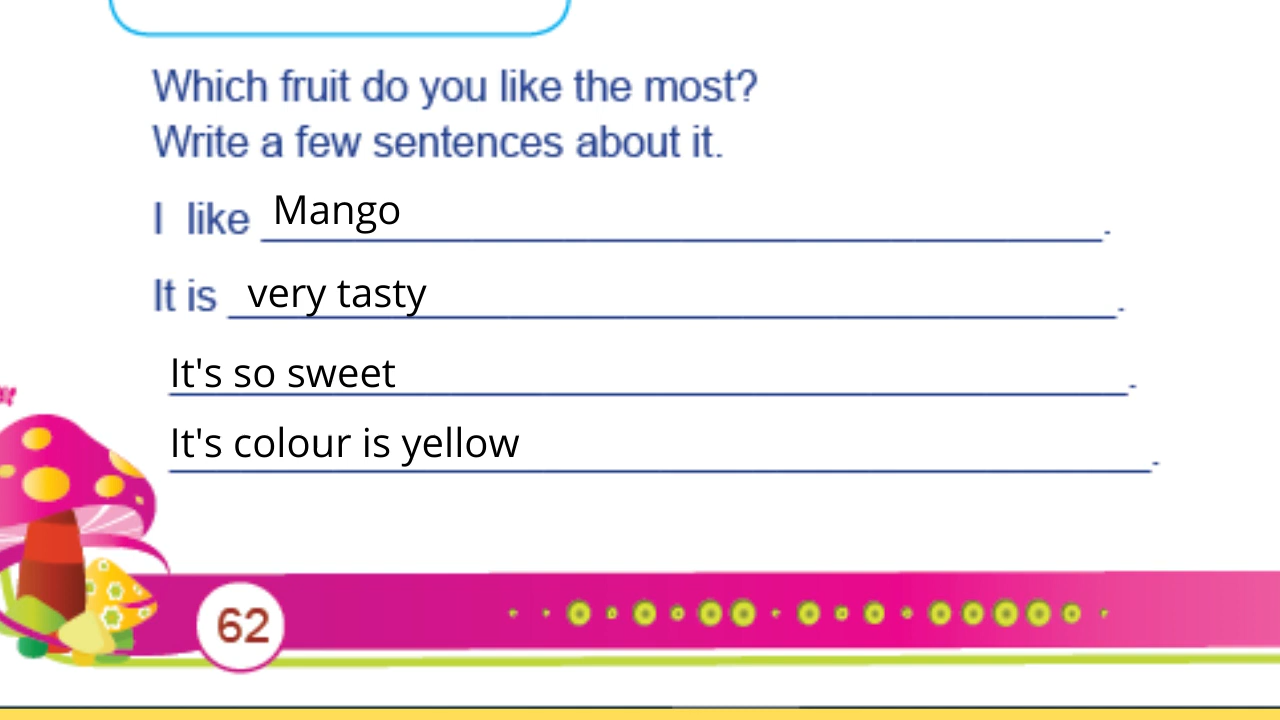 Which fruit do you like the most?
Write a few sentences about it.
I like Mango.
It is very tasty.
It's so sweet.
It's colour is yellow.
62